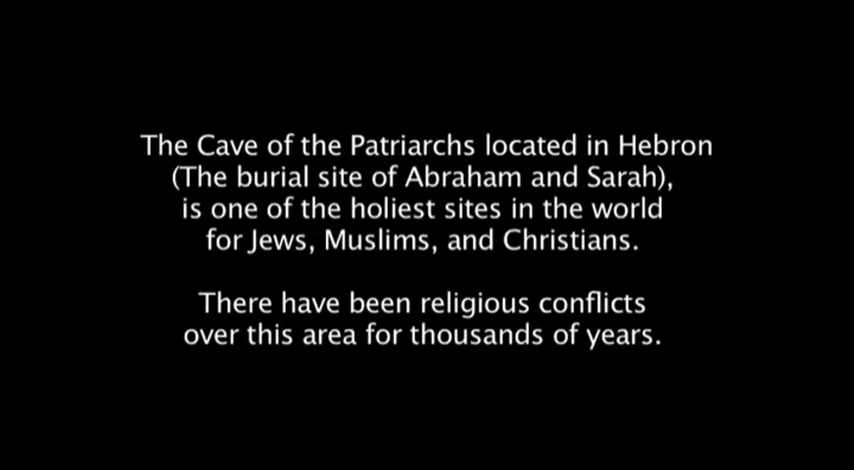 The Cave of the Patriarchs located in Hebron
(The burial site of Abraham and Sarah),
is one of the holiest sites in the world
for Jews, Muslims, and Christians.
There have been religious conflicts
over this area for thousands of years.